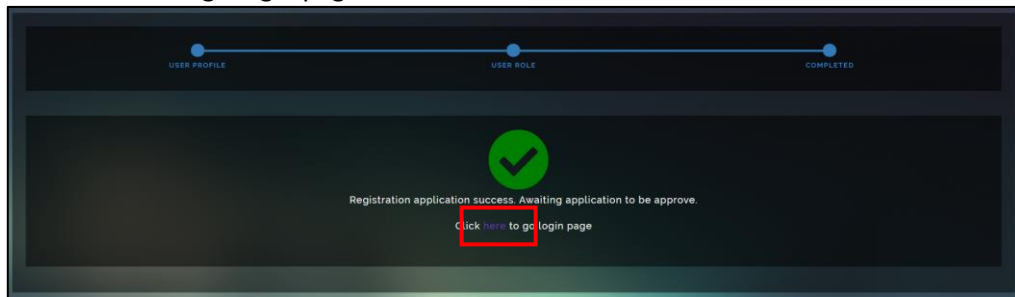 USER PROFILE
USER ROLE
COMPLETED
Registration application success. Awaiting application to be approve.
Click here to go login page